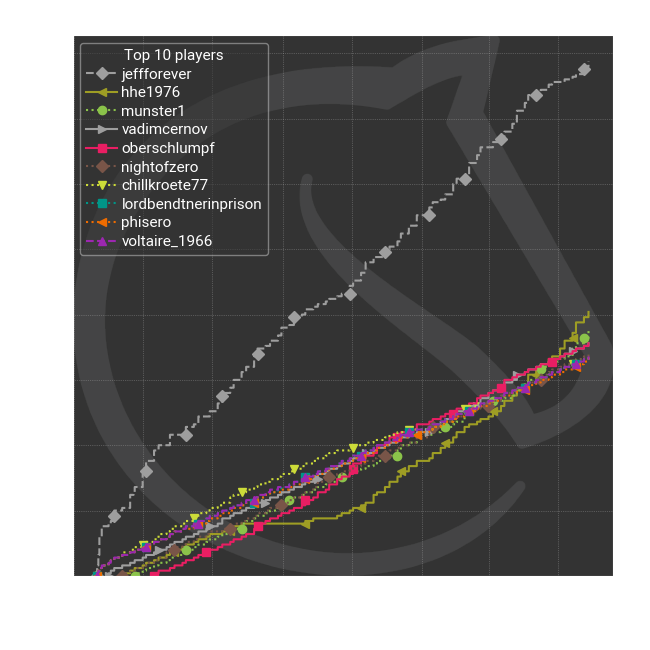 Top 10 players
jeffforever
hhe1976
munster1
vadimcernov
oberschlumpf
nightofzero
chillkroete77
lordbendtnerinprison
phisero
voltaire_1966